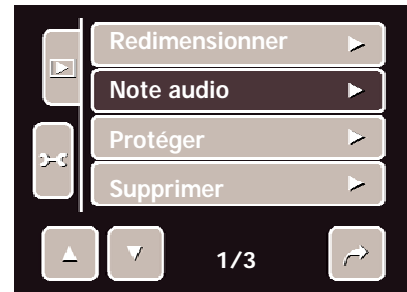 Redimensionner
Note audio
Protéger
Supprimer
1/3